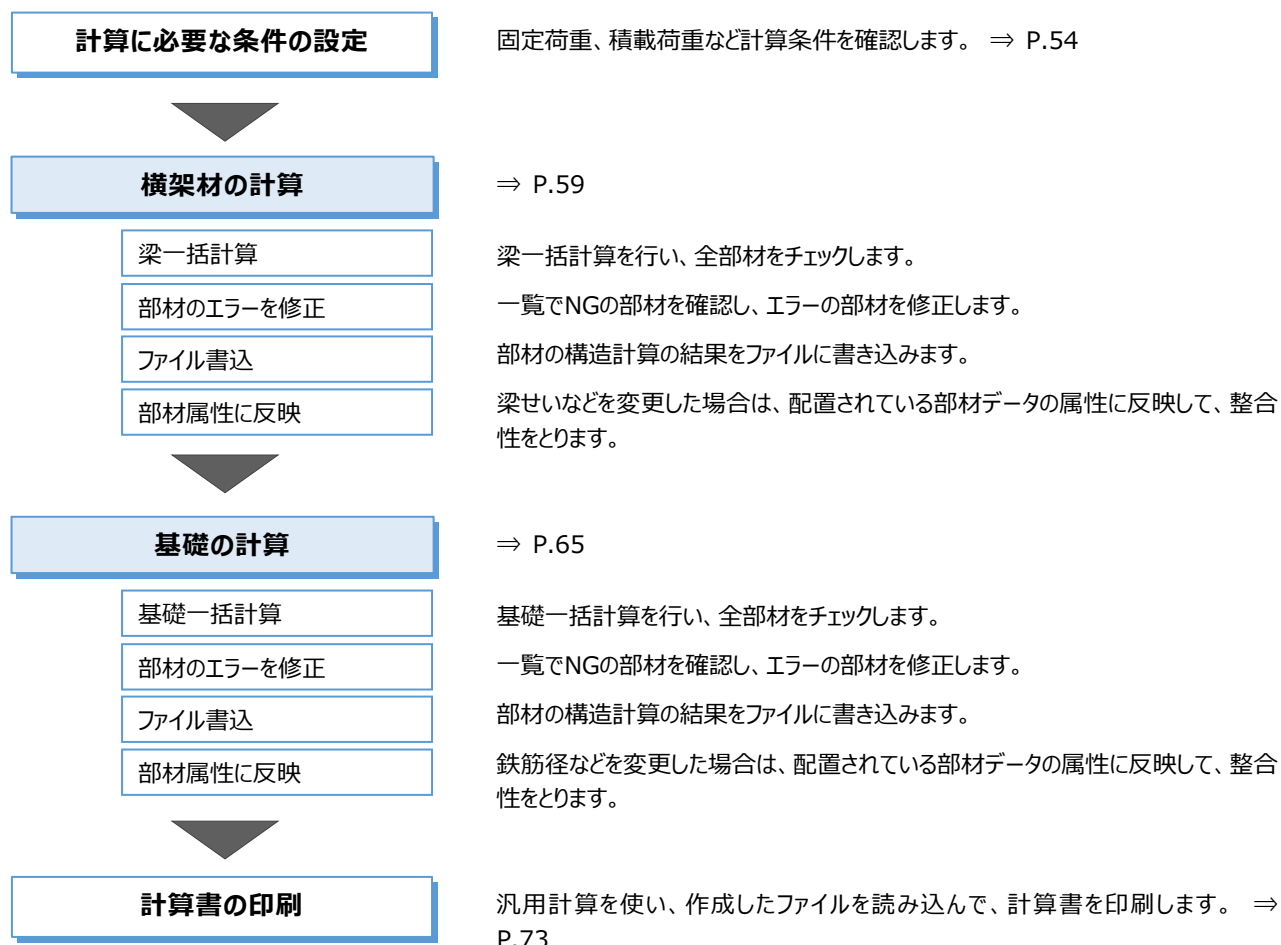 計算に必要な条件の設定
固定荷重、積載荷重など計算条件を確認します。 ⇒ P.54
横架材の計算
⇒ P.59
梁一括計算
梁一括計算を行い、全部材をチェックします。
部材のエラーを修正
一覧でNGの部材を確認し、エラーの部材を修正します。
ファイル書込
部材の構造計算の結果をファイルに書き込みます。
部材属性に反映
梁せいなどを変更した場合は、配置されている部材データの属性に反映して、整合
性をとります。
基礎の計算
⇒ P.65
基礎一括計算
基礎一括計算を行い、全部材をチェックします。
部材のエラーを修正
一覧でNGの部材を確認し、エラーの部材を修正します。
ファイル書込
部材の構造計算の結果をファイルに書き込みます。
部材属性に反映
鉄筋径などを変更した場合は、配置されている部材データの属性に反映して、整合
性をとります。
計算書の印刷
汎用計算を使い、作成したファイルを読み込んで、計算書を印刷します。 ⇒
P.73